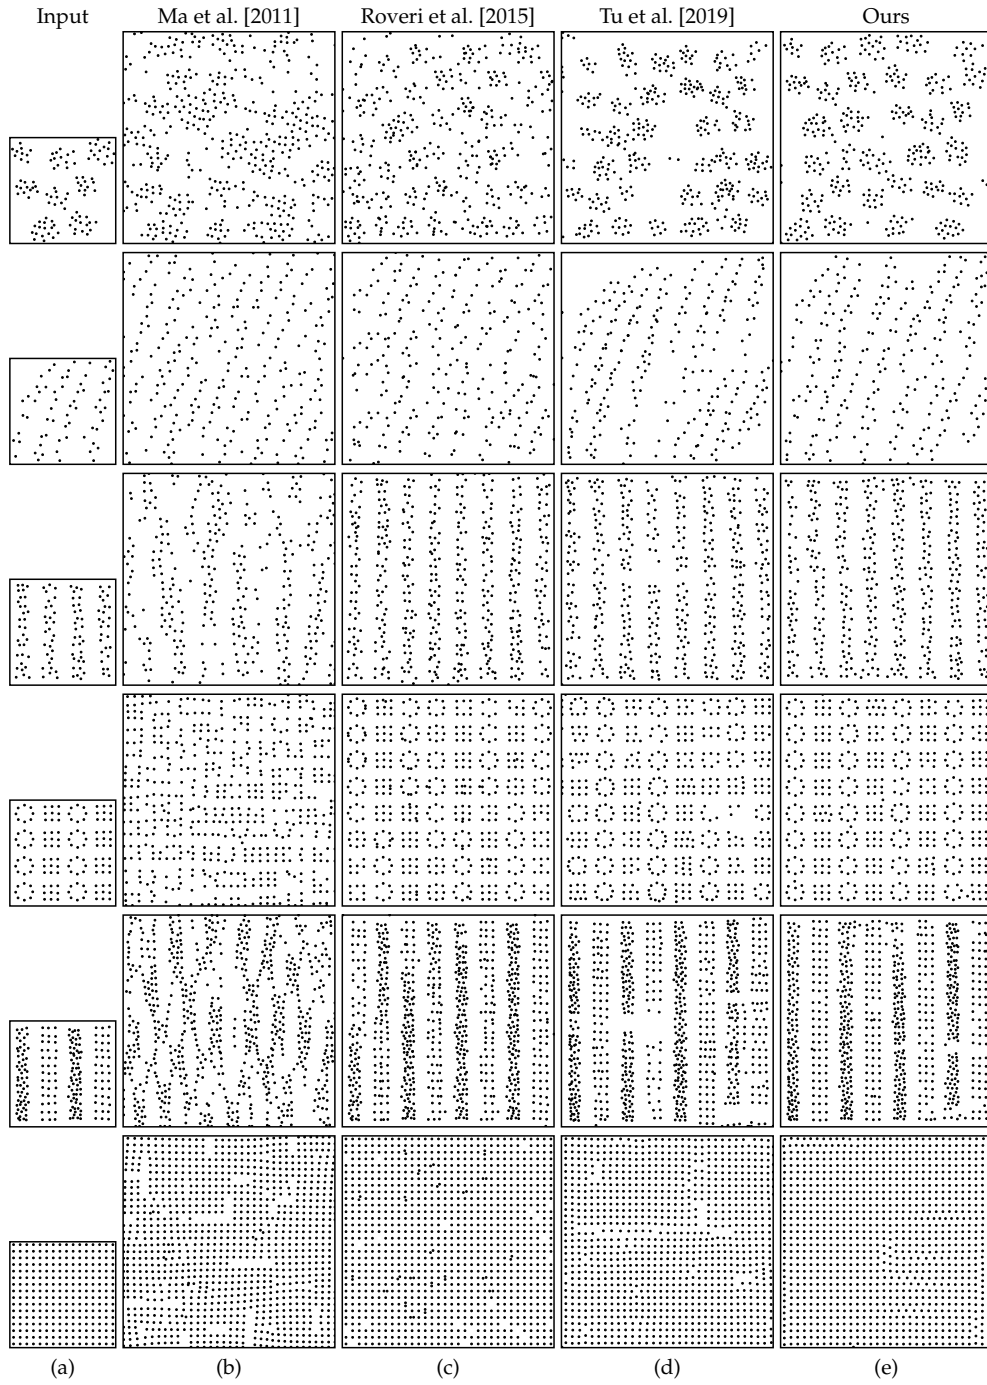 Input Ma et al. [2011] Roveri et al. [2015] Tu et al. [2019] Ours
(a) (b) (c) (d) (e)